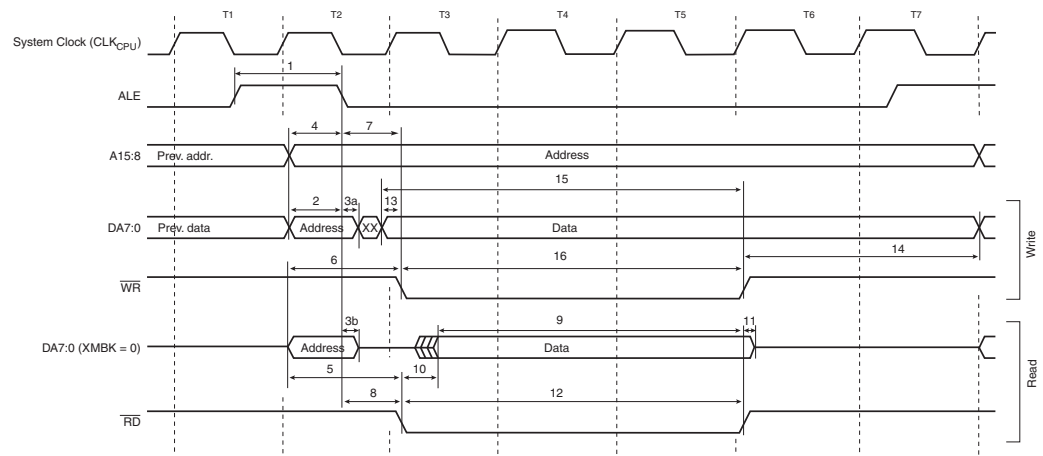 T1 T2 T3 T4 T5 T6 T7
System Clock (CLKCPU)
1
ALE
4 7
A15:8 Prev. addr. Address
15
2 3a 13
DA7:0 Prev. data Address XX Data
14
6 16
WR
Write
3b 9 11
DA7:0 (XMBK = 0) Address Data
5 10
8 12
RD
Read